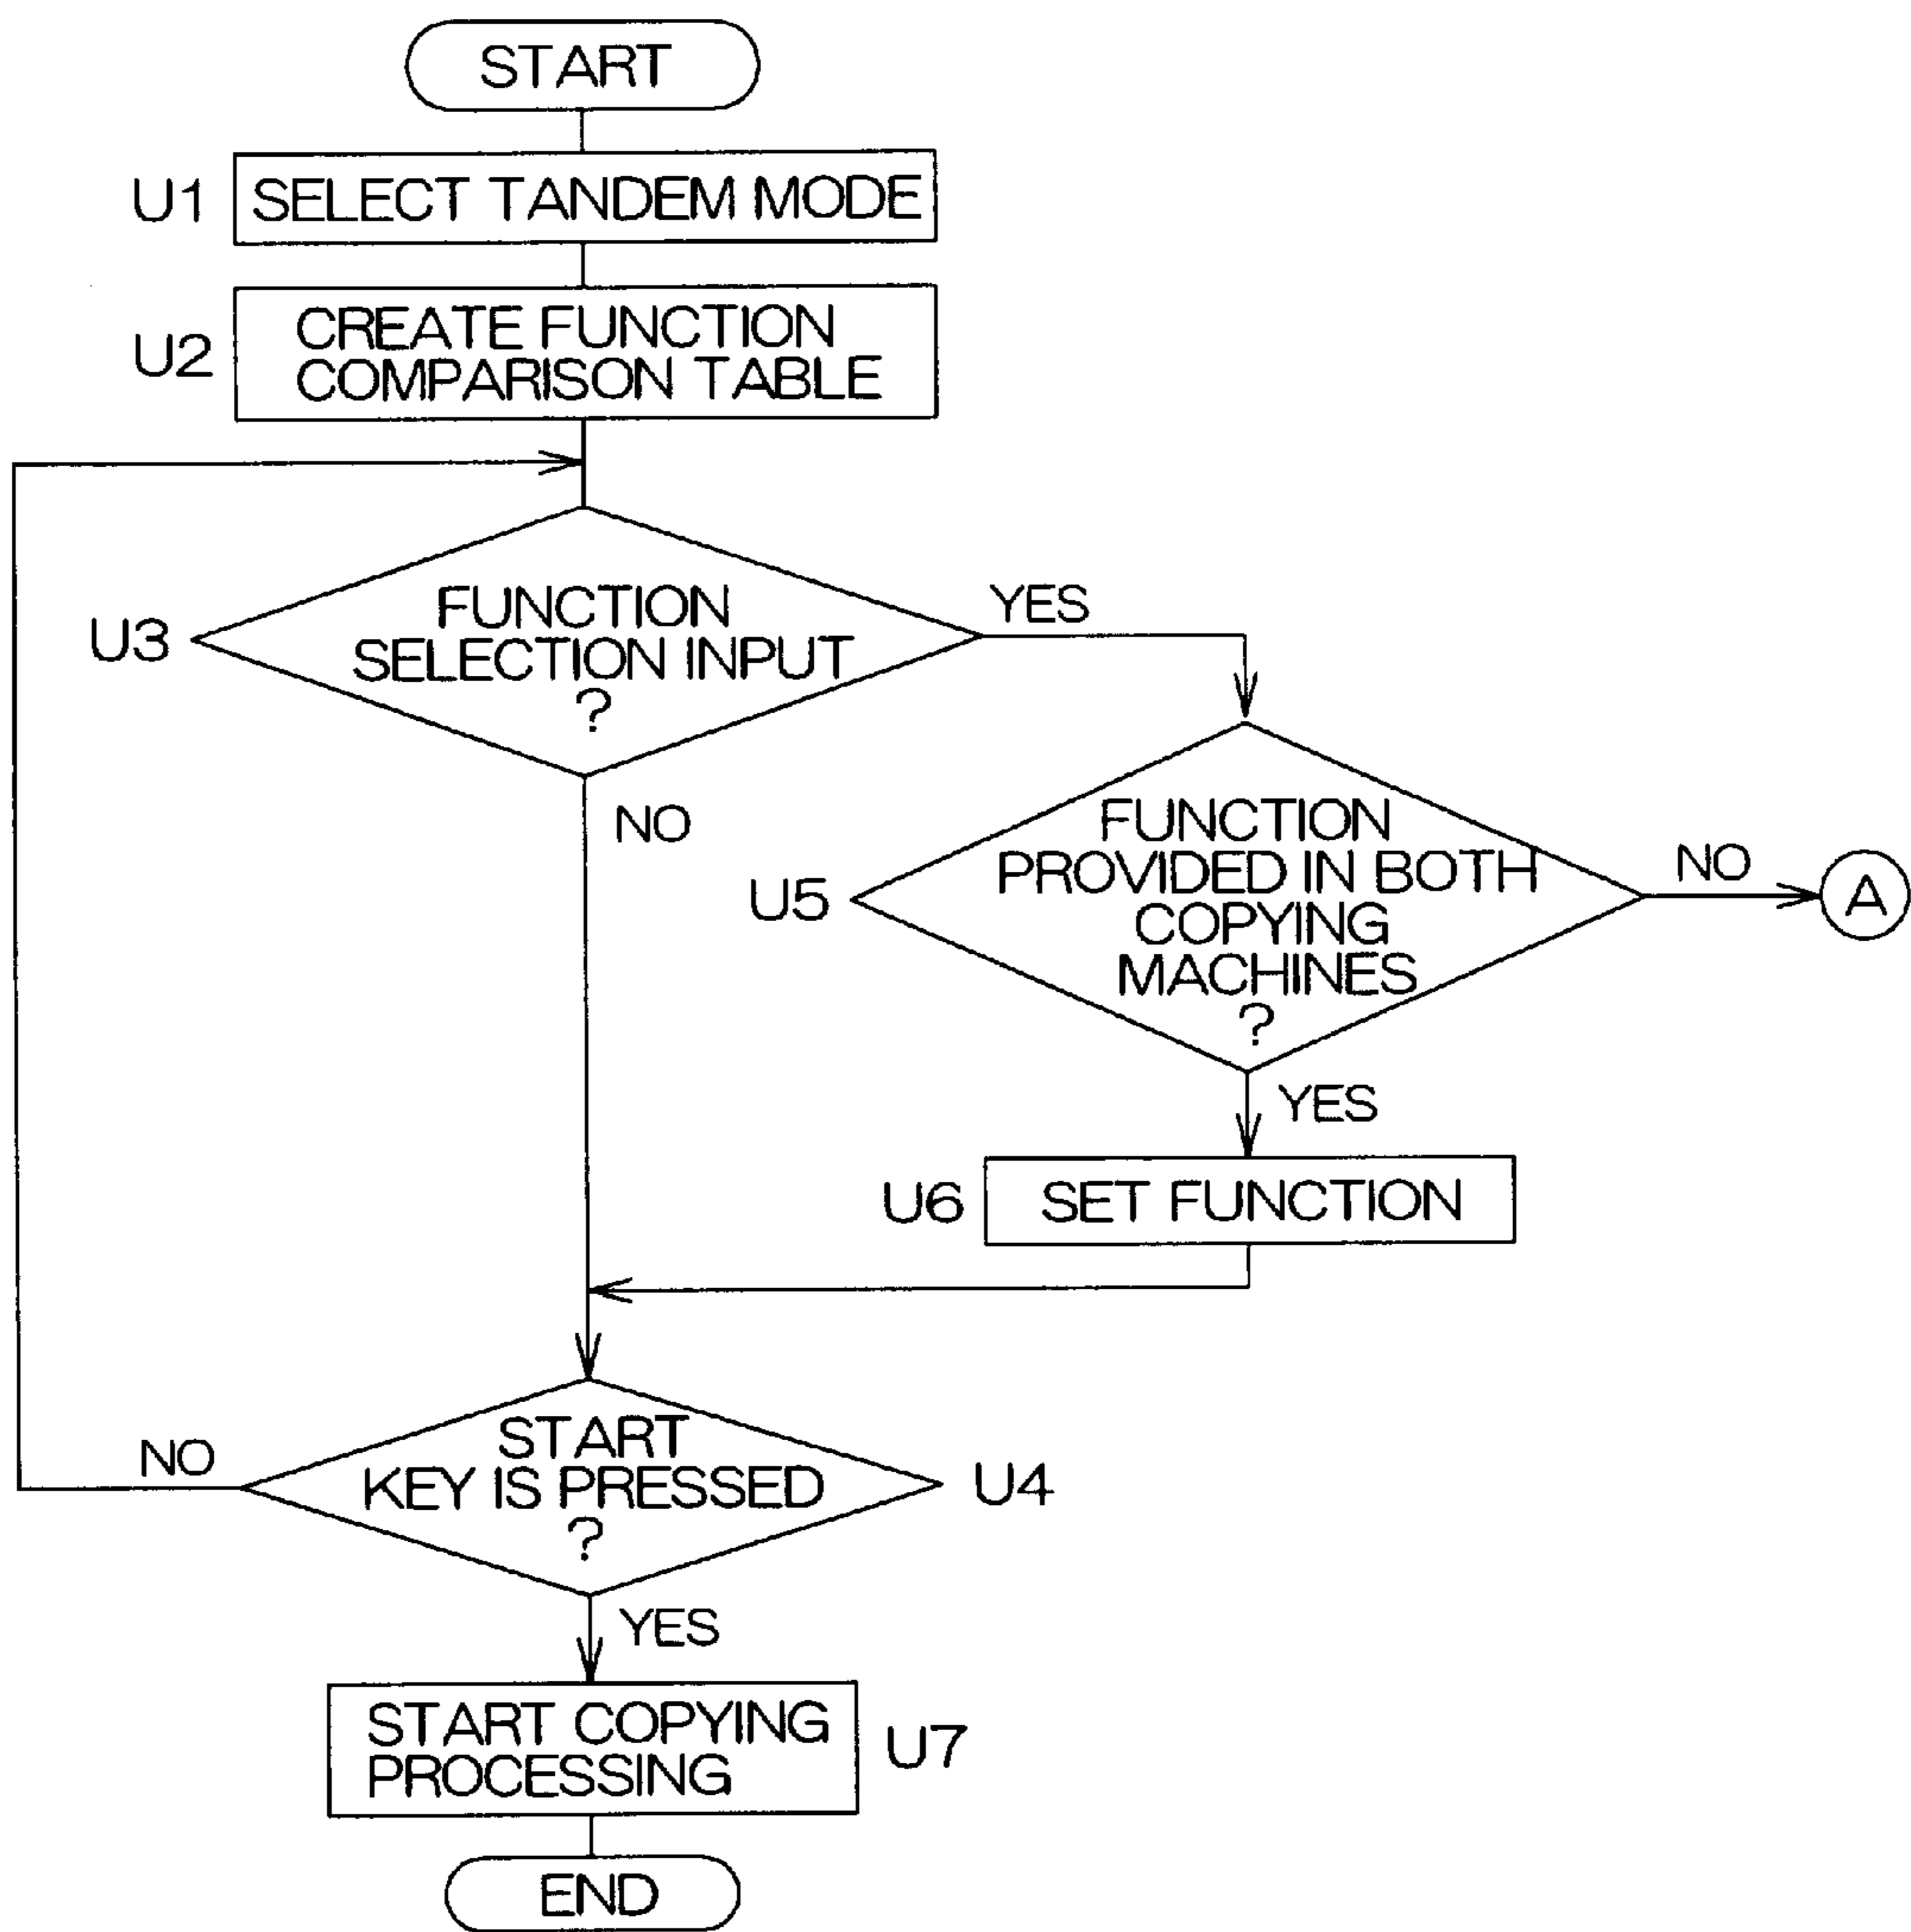 START
U1
SELECT TANDEM MODE
U2
CREATE FUNCTION
COMPARISON TABLE
U3
FUNCTION
SELECTION INPUT
?
YES
NO
U5
FUNCTION
PROVIDED IN BOTH
COPYING
MACHINES
?
NO
A
YES
U6
SET FUNCTION
NO
START
KEY IS PRESSED
?
U4
YES
START COPYING
PROCESSING
U7
END